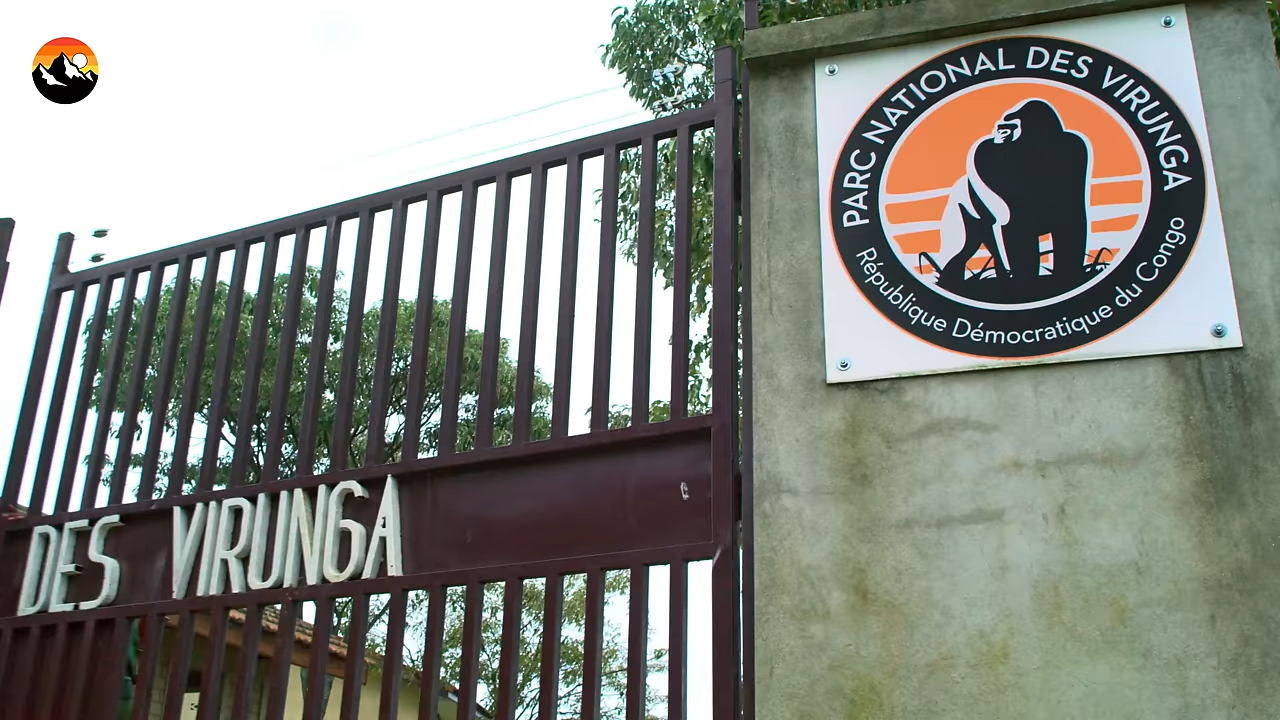 PARC NATIONAL DES VIRUNGA
République Démocratique du Congo
DES VIRUNGA